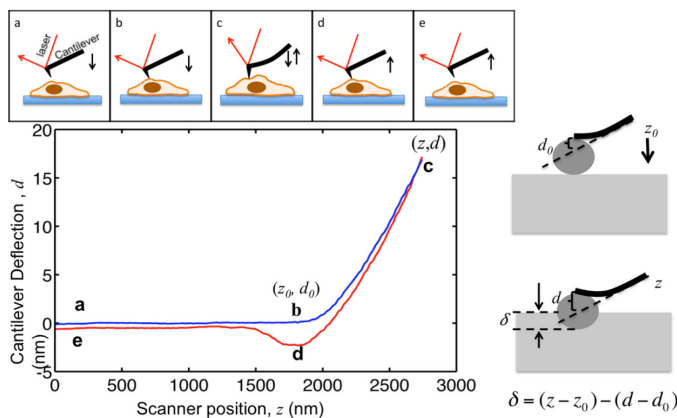 a
b
c
d
e
laser
Cantilever
20
15
10
5
0
-5
Cantilever Deflection , d
(nm)
(z,d)
c
(z₀, d₀)
a
b
e
d
0
500
1000
1500
2000
2500
3000
Scanner position, z (nm)
d₀
z₀
d
z
δ
δ = (z − z₀) − (d − d₀)